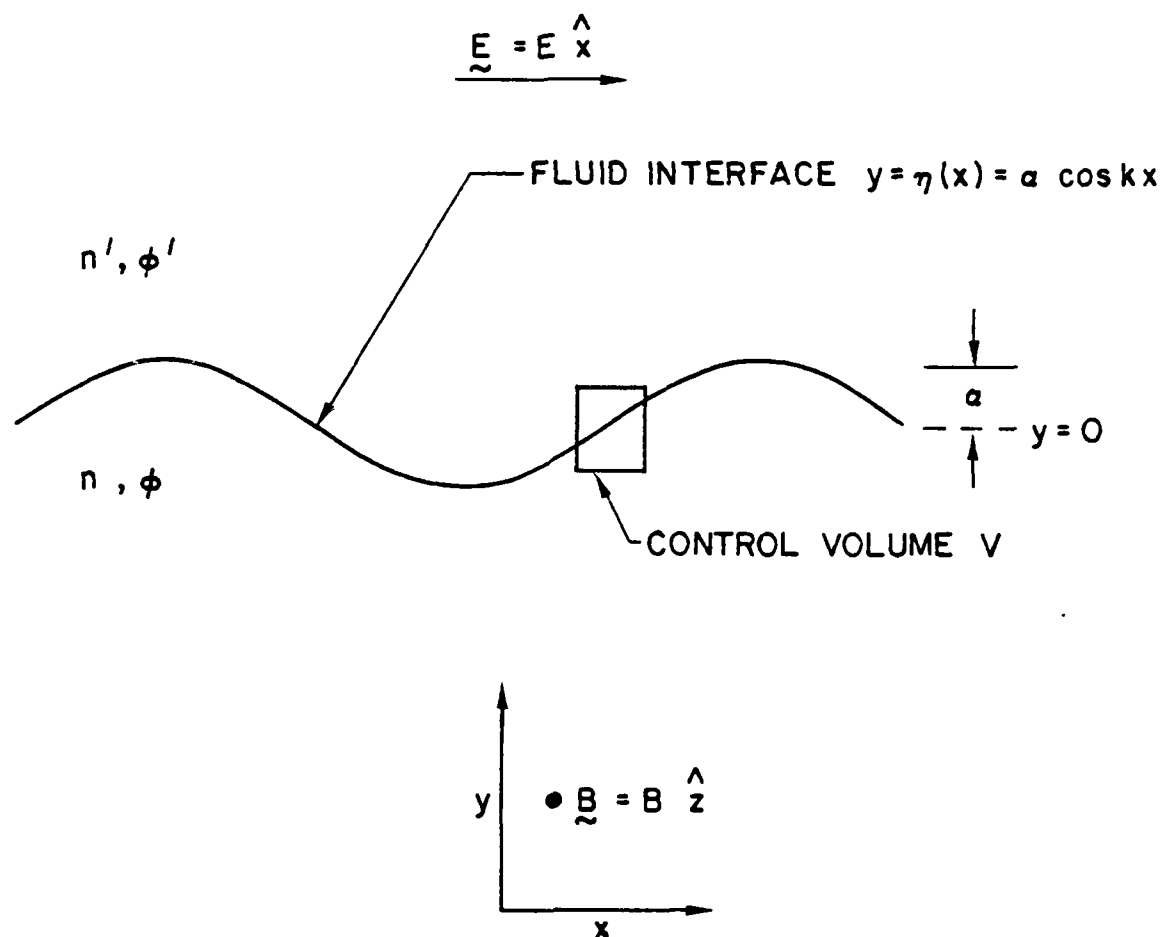 E = E x̂
FLUID INTERFACE y = η(x) = α cos kx
n′, φ′
α
y = 0
n , φ
CONTROL VOLUME V
y
B = B ẑ
x